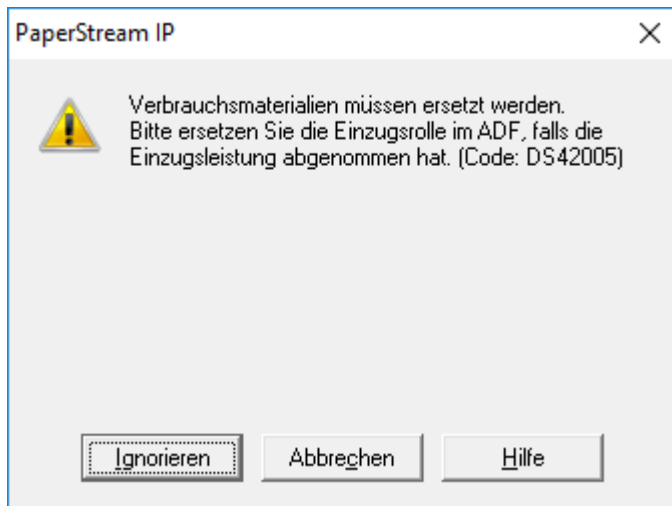 PaperStream IP
Verbrauchsmaterialien müssen ersetzt werden.
Bitte ersetzen Sie die Einzugsrolle im ADF, falls die
Einzugsleistung abgenommen hat. (Code: DS42005)
Ignorieren
Abbrechen
Hilfe